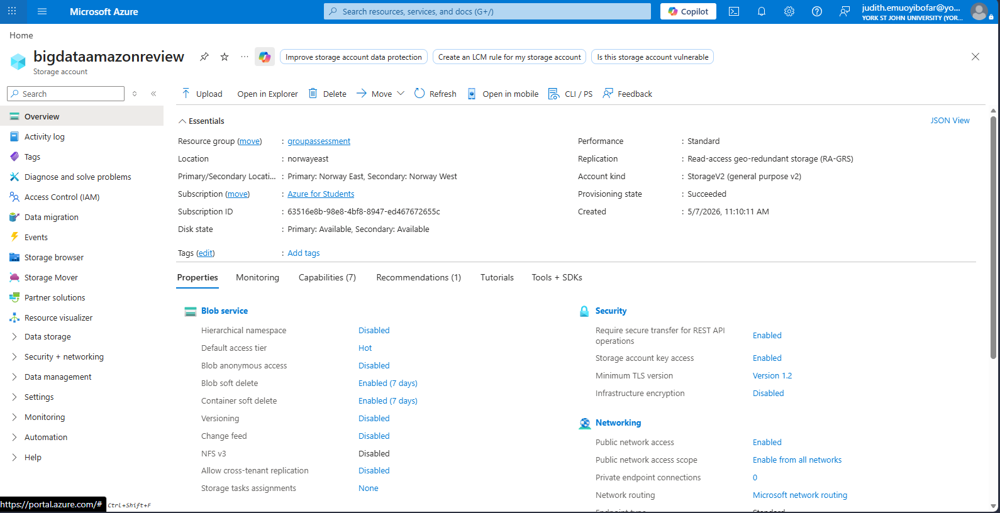 Microsoft Azure
Search resources, services, and docs (G+/)
Copilot
judith.emuoyibofar@yo...
YORK ST JOHN UNIVERSITY (YOR...
Home
bigdataamazonreview
Storage account
Improve storage account data protection
Create an LCM rule for my storage account
Is this storage account vulnerable
Search
Upload
Open in Explorer
Delete
Move
Refresh
Open in mobile
CLI / PS
Feedback
Overview
Activity log
Tags
Diagnose and solve problems
Access Control (IAM)
Data migration
Events
Storage browser
Storage Mover
Partner solutions
Resource visualizer
Data storage
Security + networking
Data management
Settings
Monitoring
Automation
Help
Essentials
JSON View
Resource group (move) : groupassessment
Location : norwayeast
Primary/Secondary Locati... : Primary: Norway East, Secondary: Norway West
Subscription (move) : Azure for Students
Subscription ID : 63516e8b-98e8-4bf8-8947-ed467672655c
Disk state : Primary: Available, Secondary: Available
Tags (edit) : Add tags
Performance : Standard
Replication : Read-access geo-redundant storage (RA-GRS)
Account kind : StorageV2 (general purpose v2)
Provisioning state : Succeeded
Created : 5/7/2026, 11:10:11 AM
Properties
Monitoring
Capabilities (7)
Recommendations (1)
Tutorials
Tools + SDKs
Blob service
Hierarchical namespace Disabled
Default access tier Hot
Blob anonymous access Disabled
Blob soft delete Enabled (7 days)
Container soft delete Enabled (7 days)
Versioning Disabled
Change feed Disabled
NFS v3 Disabled
Allow cross-tenant replication Disabled
Storage tasks assignments None
Security
Require secure transfer for REST API
operations Enabled
Storage account key access Enabled
Minimum TLS version Version 1.2
Infrastructure encryption Disabled
Networking
Public network access Enabled
Public network access scope Enable from all networks
Private endpoint connections 0
Network routing Microsoft network routing
Endpoint type Standard
https://portal.azure.com/#
Ctrl+Shift+F